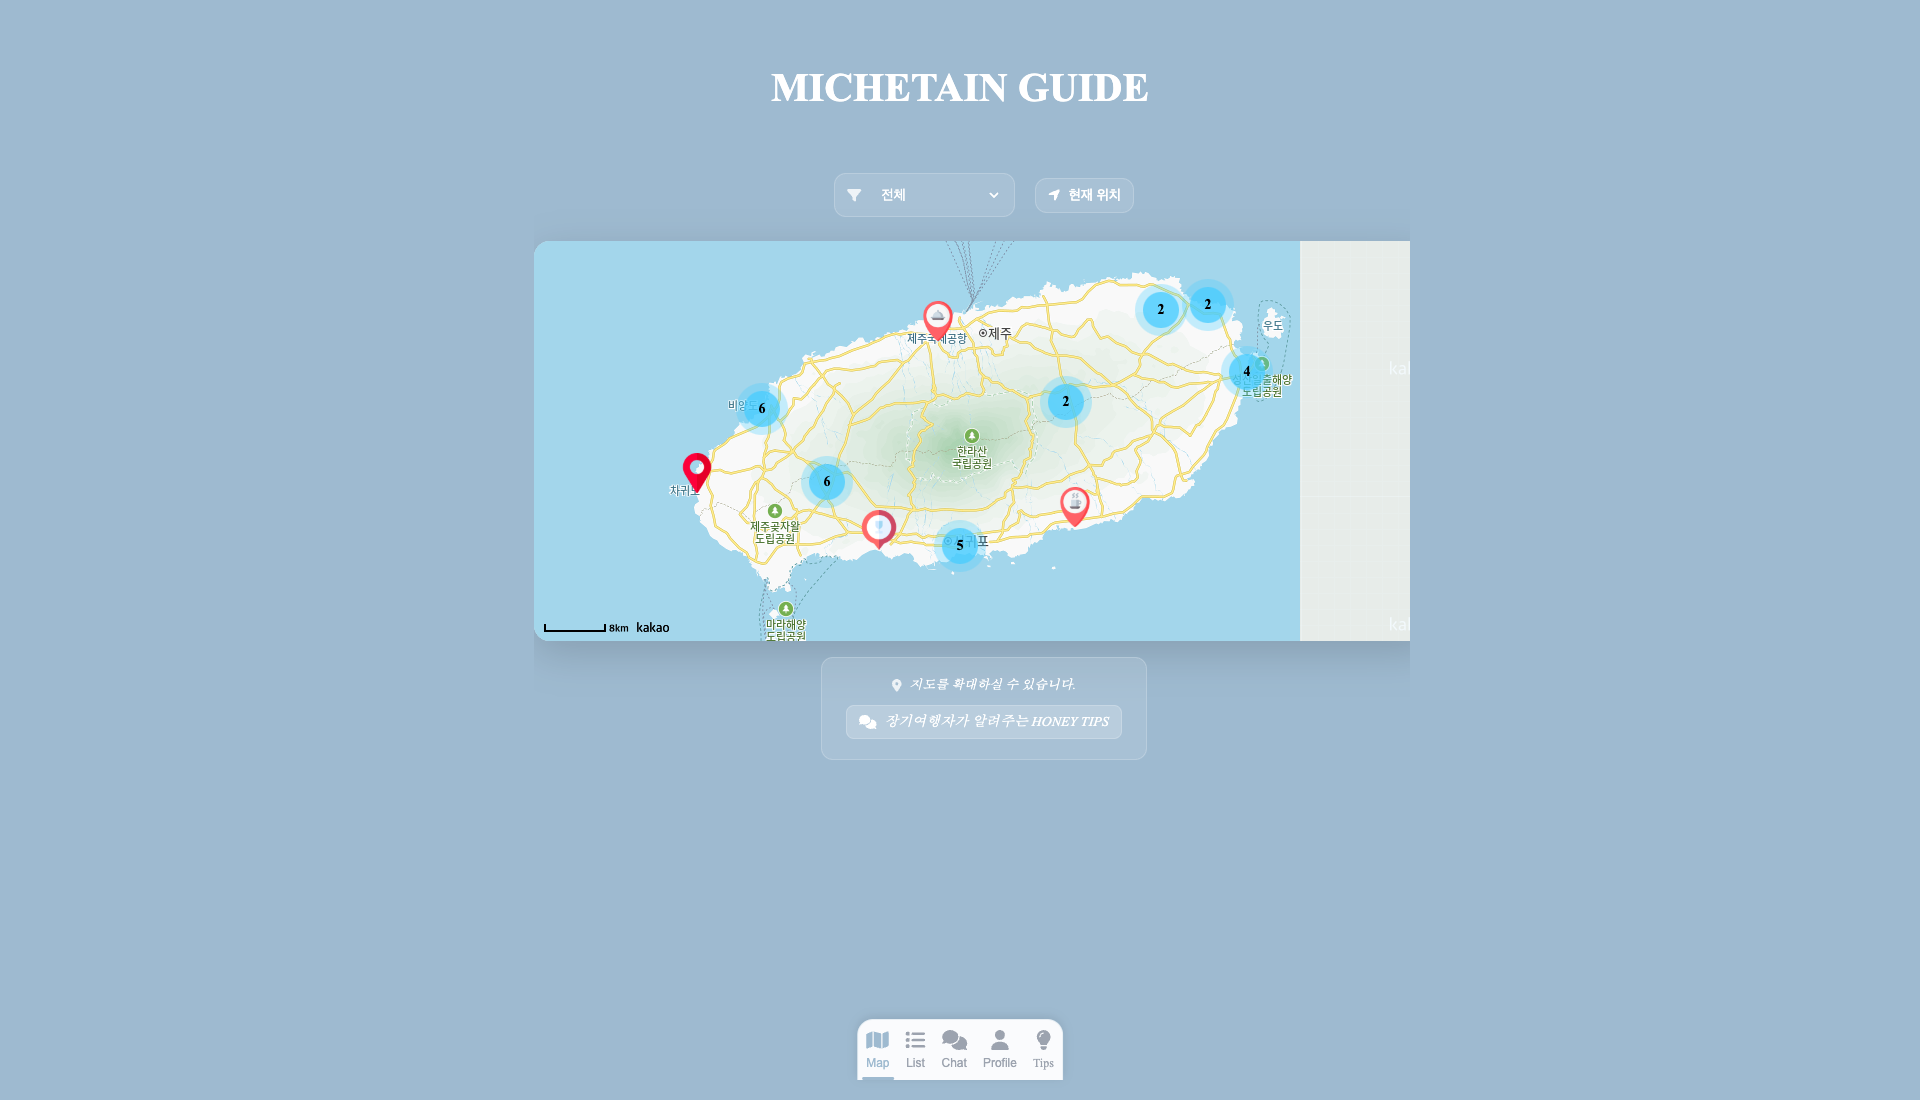 MICHETAIN GUIDE
전체
현재 위치
2
2
우도
제주국제공항
제주
4
성산일출해양
도립공원
2
비양도
6
한라산
국립공원
차귀도
6
제주곶자왈
도립공원
5
서귀포
마라해양
도립공원
8km kakao
지도를 확대하실 수 있습니다.
장기여행자가 알려주는 HONEY TIPS
Map
List
Chat
Profile
Tips